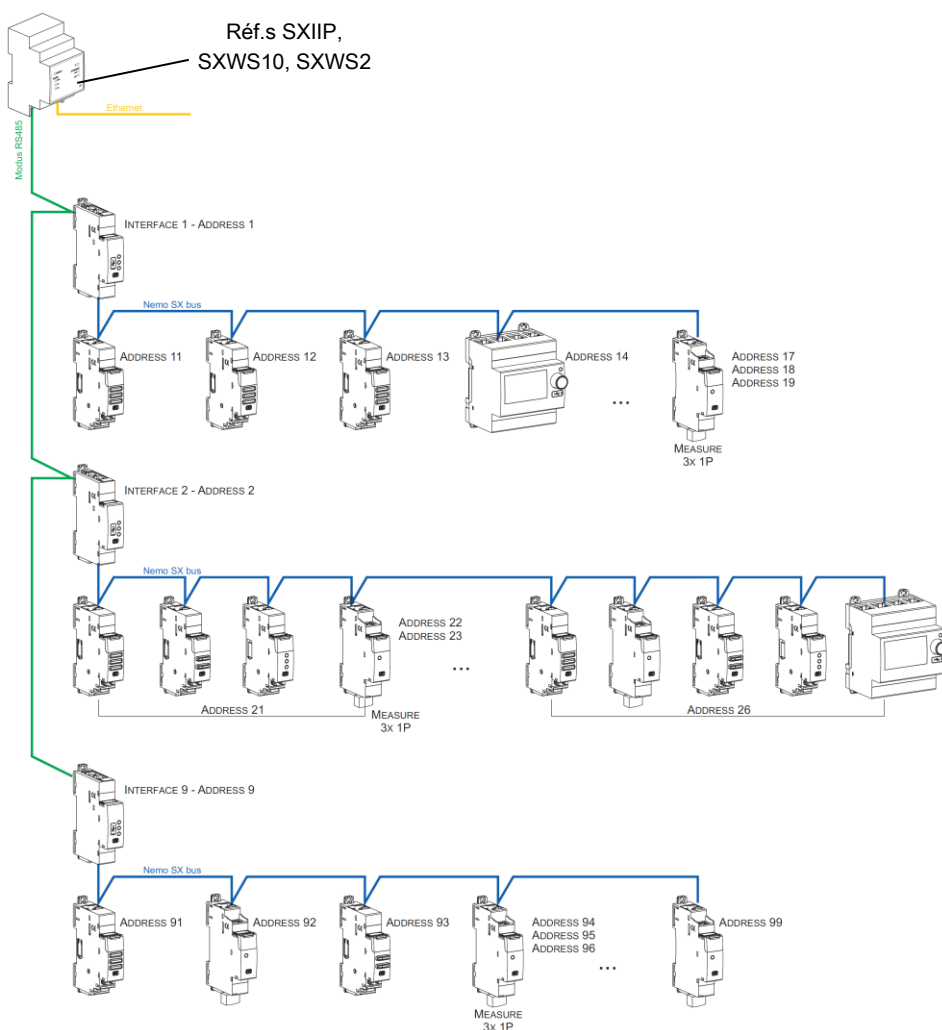 Réf.s SXIIP,
SXWS10, SXWS2
Ethernet
Modus RS485
INTERFACE 1 - ADDRESS 1
Nemo SX bus
ADDRESS 11
ADDRESS 12
ADDRESS 13
ADDRESS 14
...
ADDRESS 17
ADDRESS 18
ADDRESS 19
MEASURE
3X 1P
INTERFACE 2 - ADDRESS 2
Nemo SX bus
ADDRESS 22
ADDRESS 23
...
ADDRESS 21
MEASURE
3X 1P
ADDRESS 26
INTERFACE 9 - ADDRESS 9
Nemo SX bus
ADDRESS 91
ADDRESS 92
ADDRESS 93
ADDRESS 94
ADDRESS 95
ADDRESS 96
...
ADDRESS 99
MEASURE
3X 1P